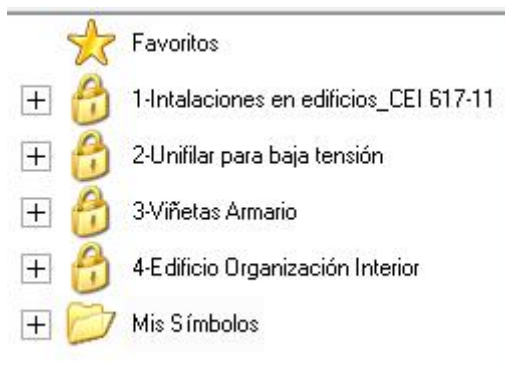 Favoritos
1-Intalaciones en edificios_CEI 617-11
2-Unifilar para baja tensión
3-Viñetas Armario
4-Edificio Organización Interior
Mis Símbolos